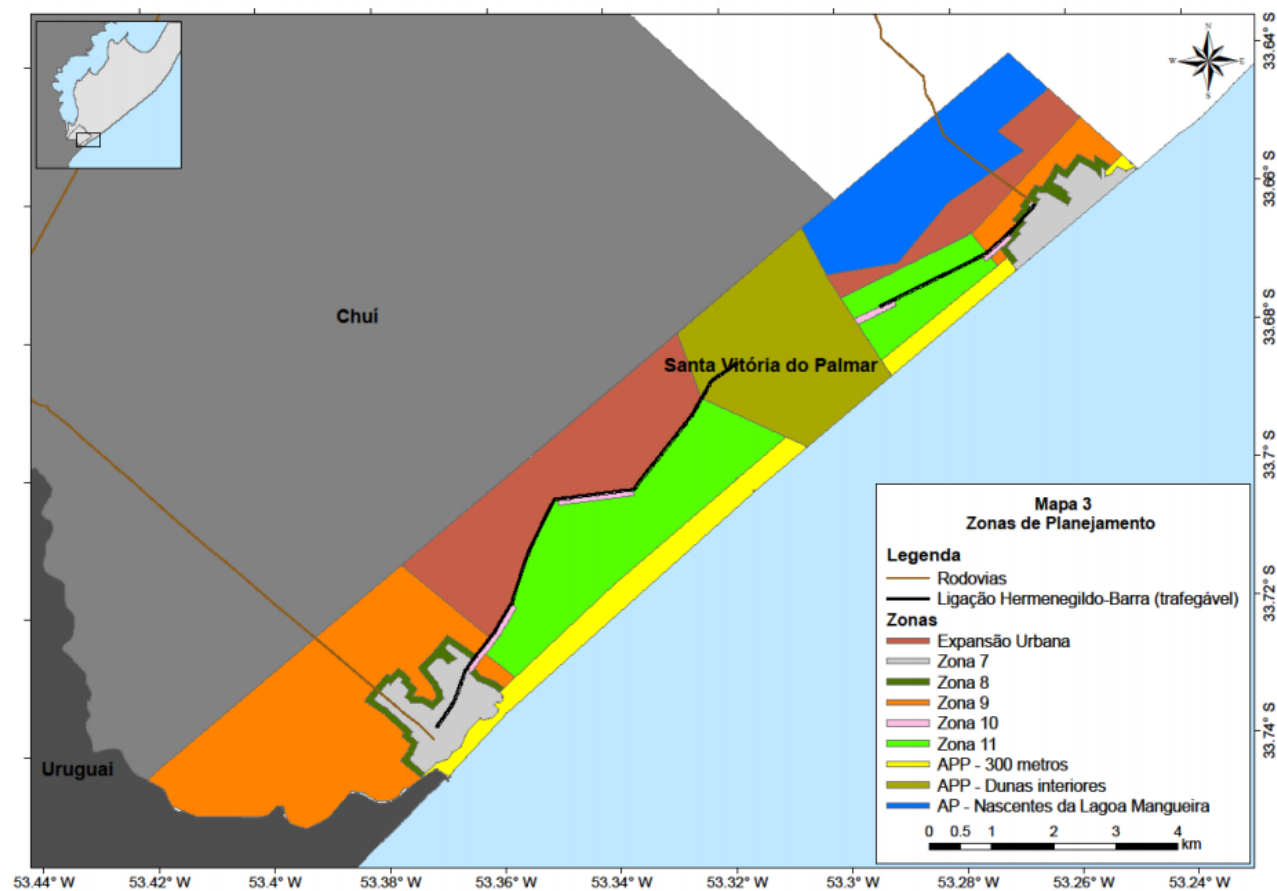 N
W
E
S
33.64° S
33.66° S
33.68° S
33.7° S
33.72° S
33.74° S
Chuí
Santa Vitória do Palmar
Uruguai
Mapa 3
Zonas de Planejamento
Legenda
Rodovias
Ligação Hermenegildo-Barra (trafegável)
Zonas
Expansão Urbana
Zona 7
Zona 8
Zona 9
Zona 10
Zona 11
APP - 300 metros
APP - Dunas interiores
AP - Nascentes da Lagoa Mangueira
0 0.5 1 2 3 4
km
53.44° W 53.42° W 53.4° W 53.38° W 53.36° W 53.34° W 53.32° W 53.3° W 53.28° W 53.26° W 53.24° W